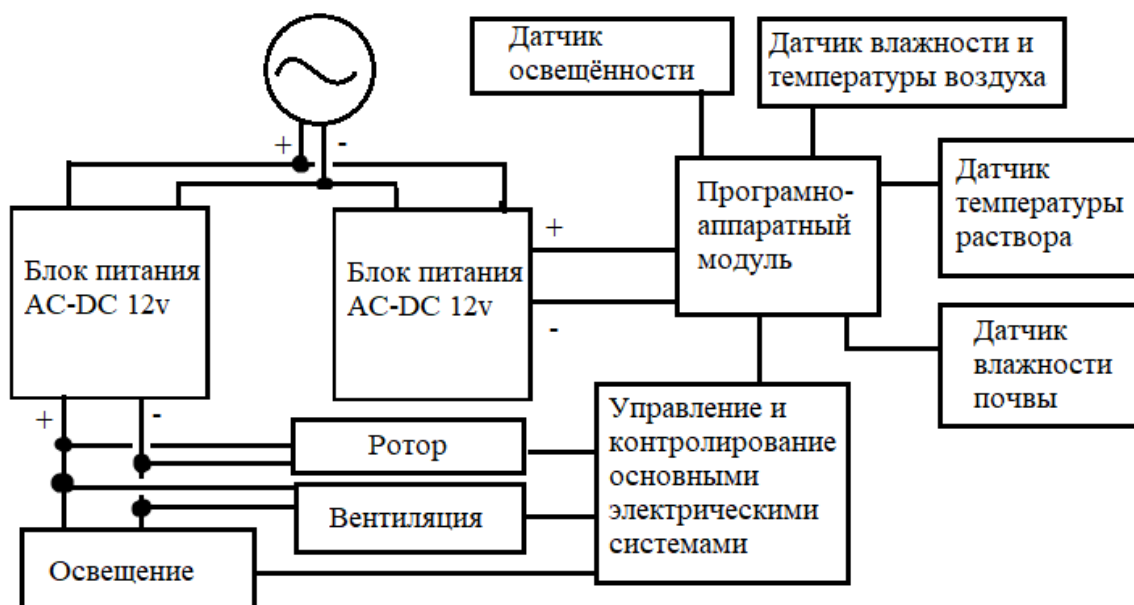 Датчик
освещённости
Датчик влажности и
температуры воздуха
+ -
Програмно-
аппаратный
модуль
Датчик
температуры
раствора
Блок питания
AC-DC 12v
Блок питания
AC-DC 12v
+
-
Датчик
влажности
почвы
+ -
Ротор
Вентиляция
Освещение
Управление и
контролирование
основными
электрическими
системами